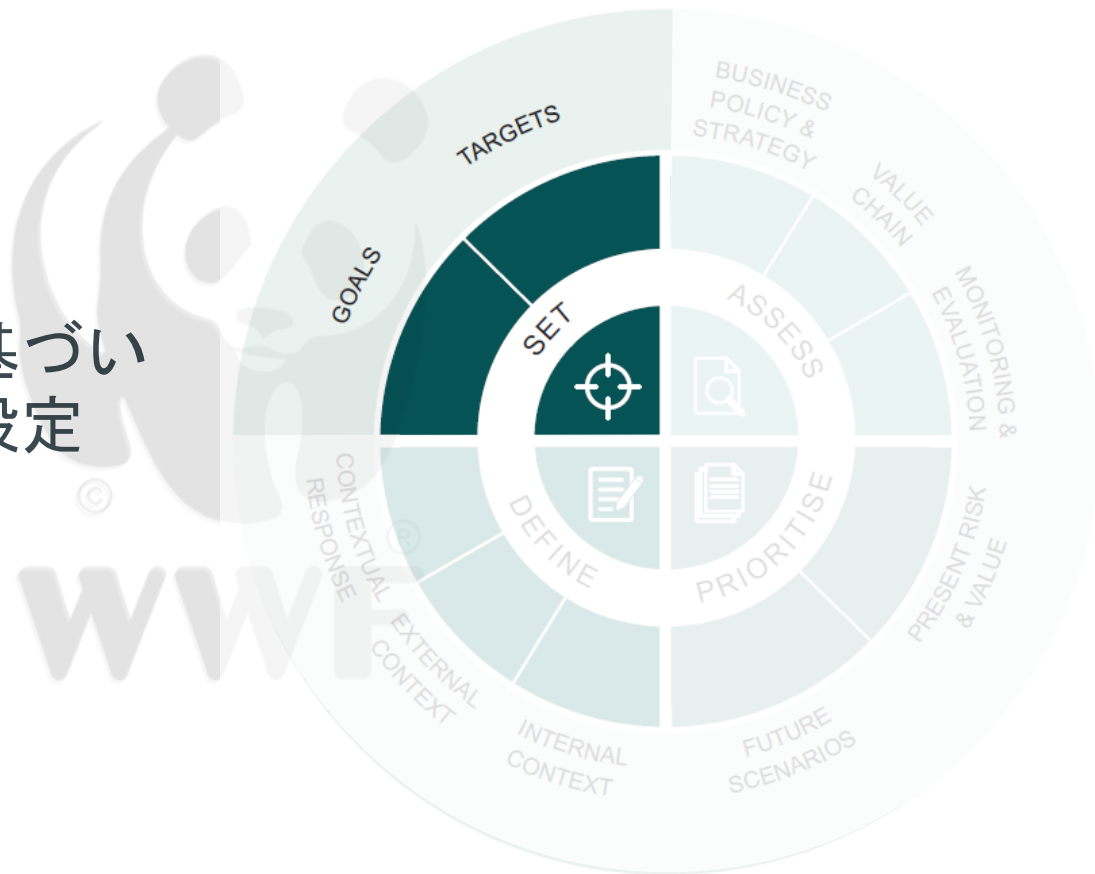 基づい
設定
TARGETS
GOALS
SET
BUSINESS
POLICY &
STRATEGY
VALUE
CHAIN
MONITORING &
EVALUATION
ASSESS
PRESENT RISK
& VALUE
FUTURE
SCENARIOS
PRIORITISE
INTERNAL
CONTEXT
EXTERNAL
CONTEXT
CONTEXTUAL
RESPONSE
DEFINE
©
®
WWF